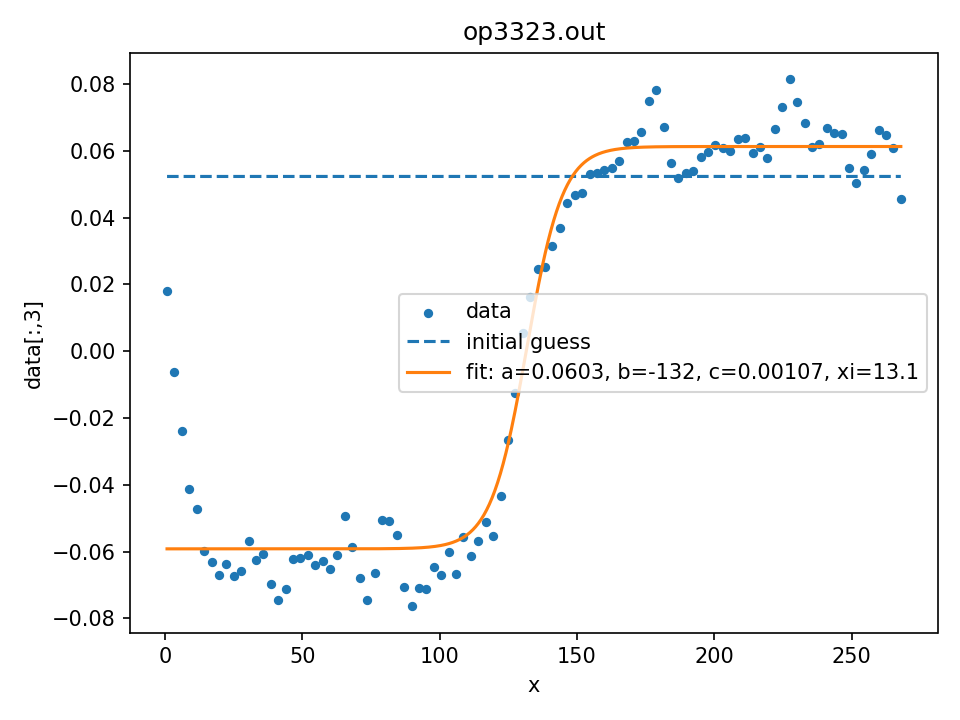 op3323.out
data[:,3]
0.08
0.06
0.04
0.02
0.00
−0.02
−0.04
−0.06
−0.08
data
initial guess
fit: a=0.0603, b=-132, c=0.00107, xi=13.1
0 50 100 150 200 250
x